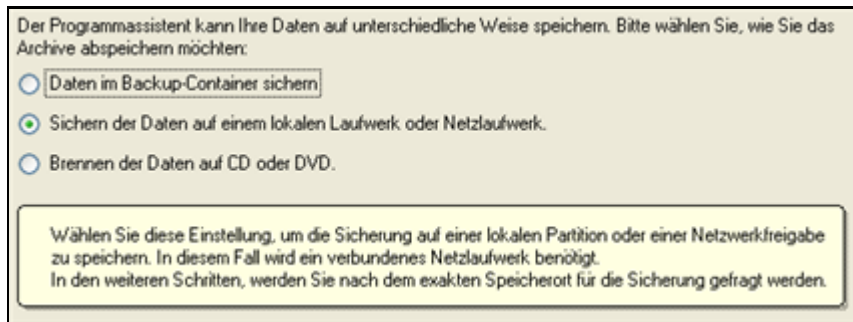 Der Programmassistent kann Ihre Daten auf unterschiedliche Weise speichern. Bitte wählen Sie, wie Sie das
Archive abspeichern möchten:
Daten im Backup-Container sichern
Sichern der Daten auf einem lokalen Laufwerk oder Netzlaufwerk.
Brennen der Daten auf CD oder DVD.
Wählen Sie diese Einstellung, um die Sicherung auf einer lokalen Partition oder einer Netzwerkfreigabe
zu speichern. In diesem Fall wird ein verbundenes Netzlaufwerk benötigt.
In den weiteren Schritten, werden Sie nach dem exakten Speicherort für die Sicherung gefragt werden.